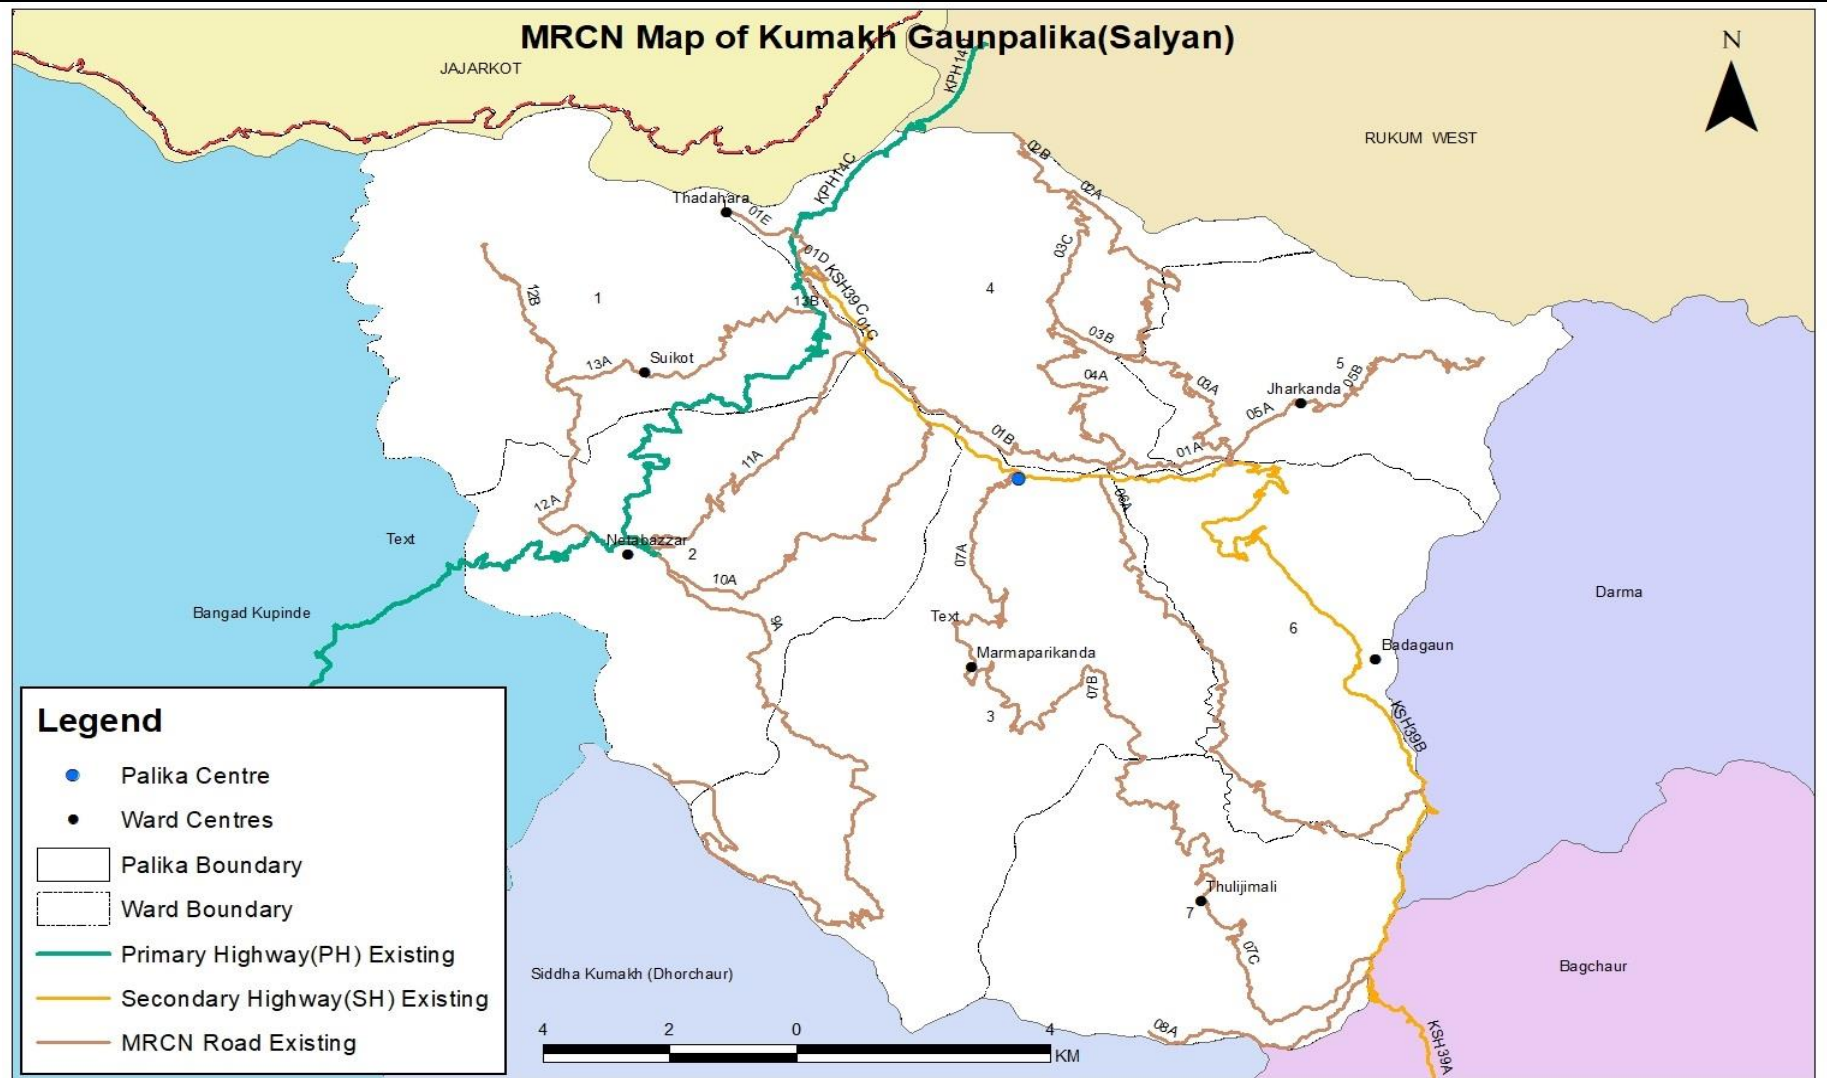 MRCN Map of Kumakh Gaunpalika(Salyan)
N
JAJARKOT
KPH14C
RUKUM WEST
02B
KPH14C
02A
Thadahara
01E
03C
01D
KSH39C
12B
1
4
13B
01C
03B
Suikot
13A
04A
03A
5
05B
Jharkanda
05A
01B
01A
11A
12A
06A
Text
Netabazzar
2
07A
10A
Darma
Bangad Kupinde
Text
9A
6
Badagaun
Marmaparikanda
07B
3
KSH39B
Legend
Palika Centre
Ward Centres
Palika Boundary
Ward Boundary
Primary Highway(PH) Existing
Secondary Highway(SH) Existing
MRCN Road Existing
Thulijimali
7
07C
Siddha Kumakh (Dhorchaur)
Bagchaur
08A
4 2 0 4
KM
KSH39A